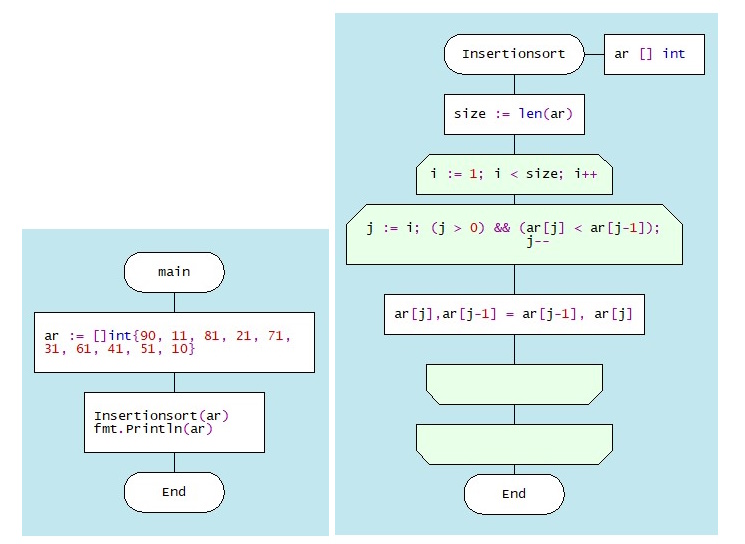 main
ar := []int{90, 11, 81, 21, 71,
31, 61, 41, 51, 10}
Insertionsort(ar)
fmt.Println(ar)
End
Insertionsort
ar [] int
size := len(ar)
i := 1; i < size; i++
j := i; (j > 0) && (ar[j] < ar[j-1]);
j--
ar[j],ar[j-1] = ar[j-1], ar[j]
End